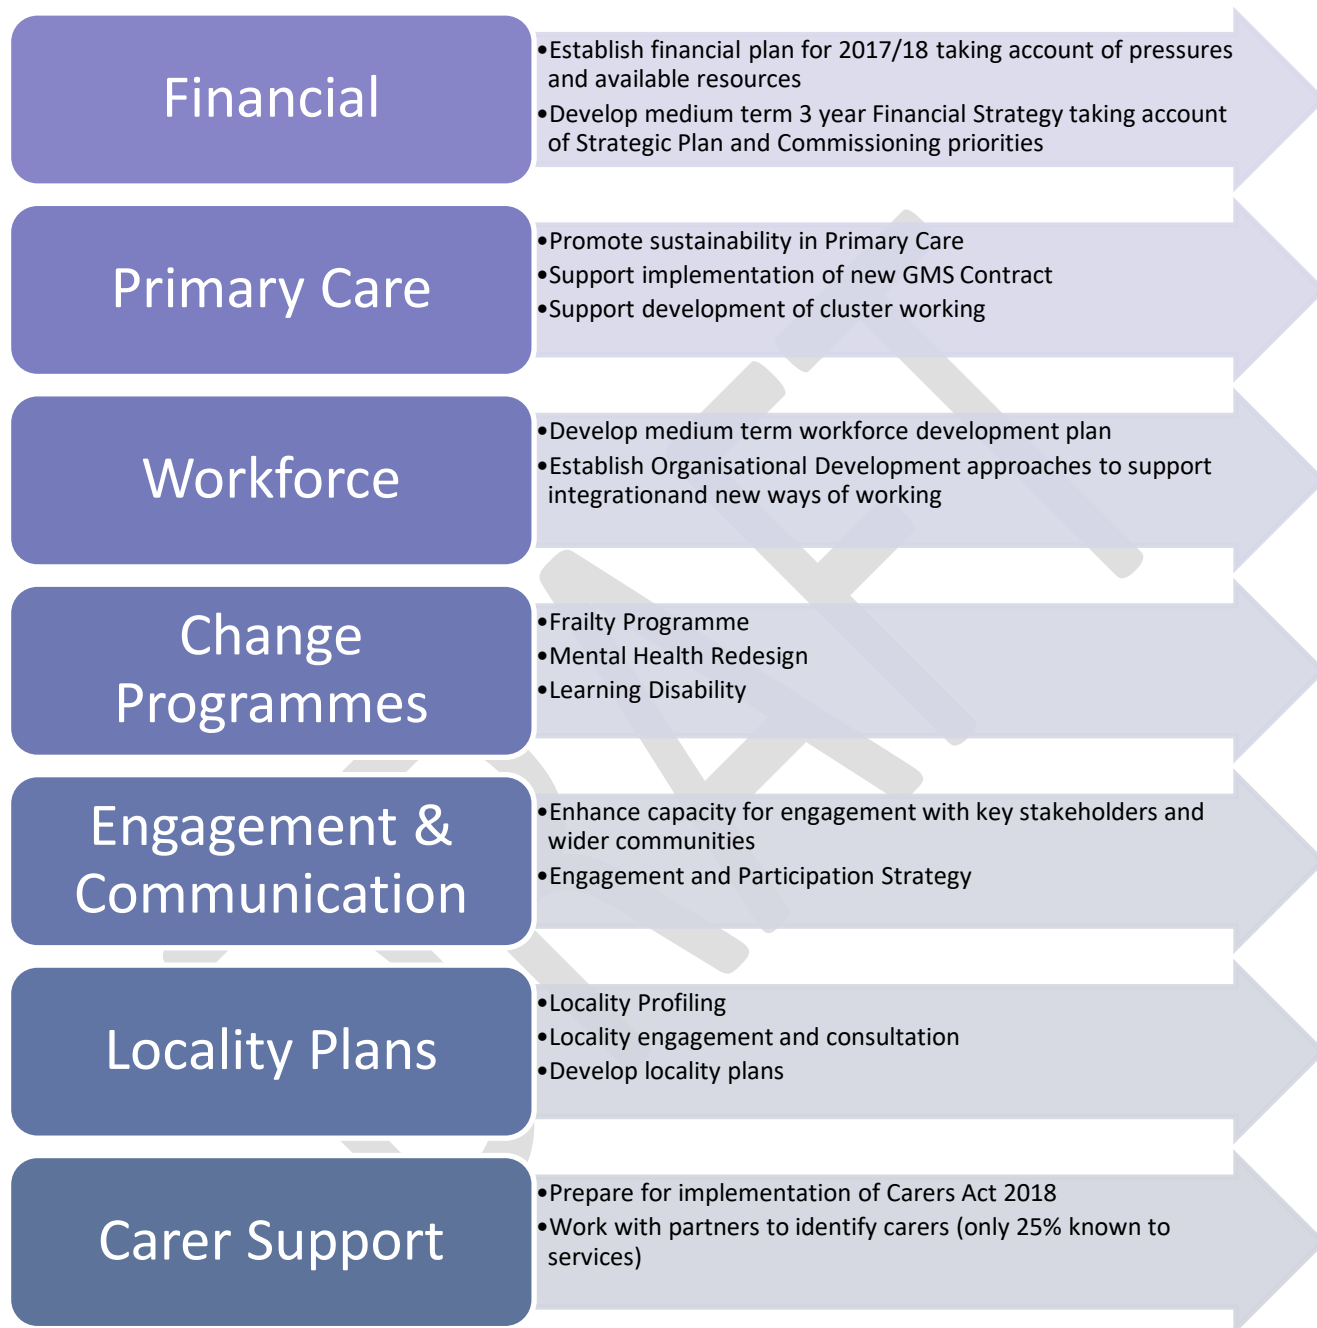 Financial
•Establish financial plan for 2017/18 taking account of pressures
and available resources
•Develop medium term 3 year Financial Strategy taking account
of Strategic Plan and Commissioning priorities
Primary Care
•Promote sustainability in Primary Care
•Support implementation of new GMS Contract
•Support development of cluster working
Workforce
•Develop medium term workforce development plan
•Establish Organisational Development approaches to support
integrationand new ways of working
Change
Programmes
•Frailty Programme
•Mental Health Redesign
•Learning Disability
Engagement &
Communication
•Enhance capacity for engagement with key stakeholders and
wider communities
•Engagement and Participation Strategy
Locality Plans
•Locality Profiling
•Locality engagement and consultation
•Develop locality plans
Carer Support
•Prepare for implementation of Carers Act 2018
•Work with partners to identify carers (only 25% known to
services)
DRAFT